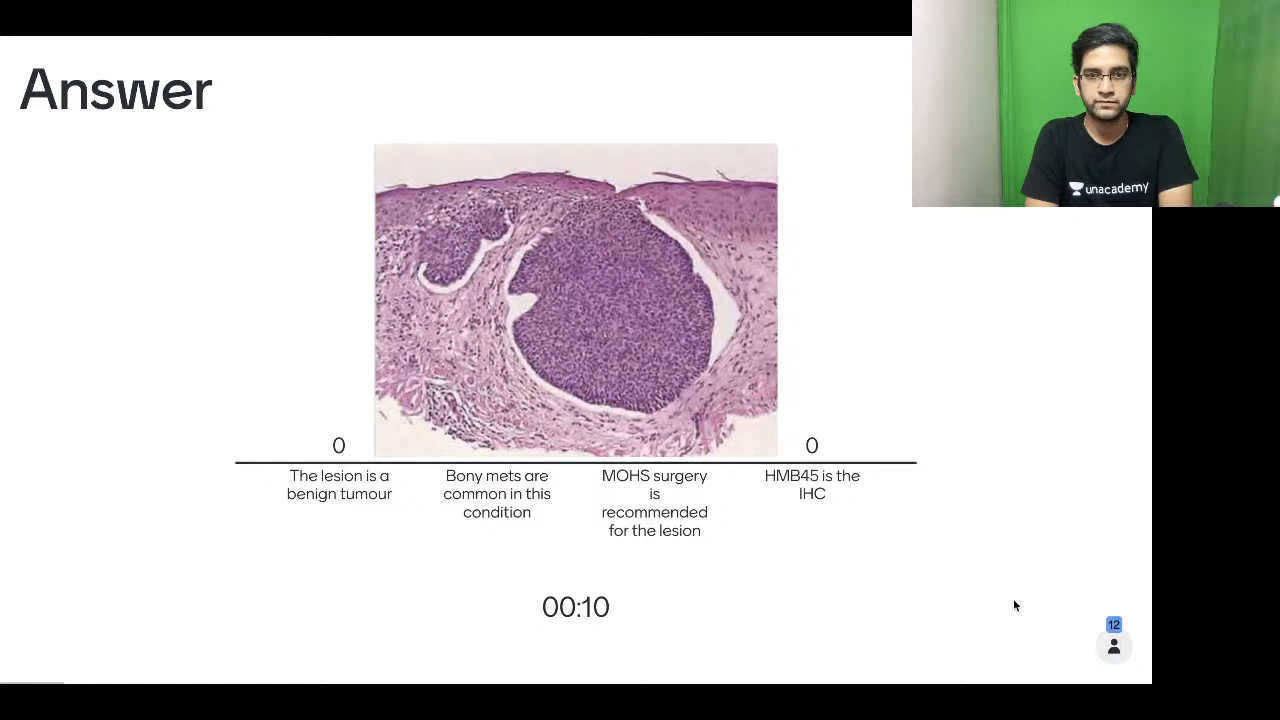 Answer
unacademy
0
0
The lesion is a
benign tumour
Bony mets are
common in this
condition
MOHS surgery
is
recommended
for the lesion
HMB45 is the
IHC
00:10
12